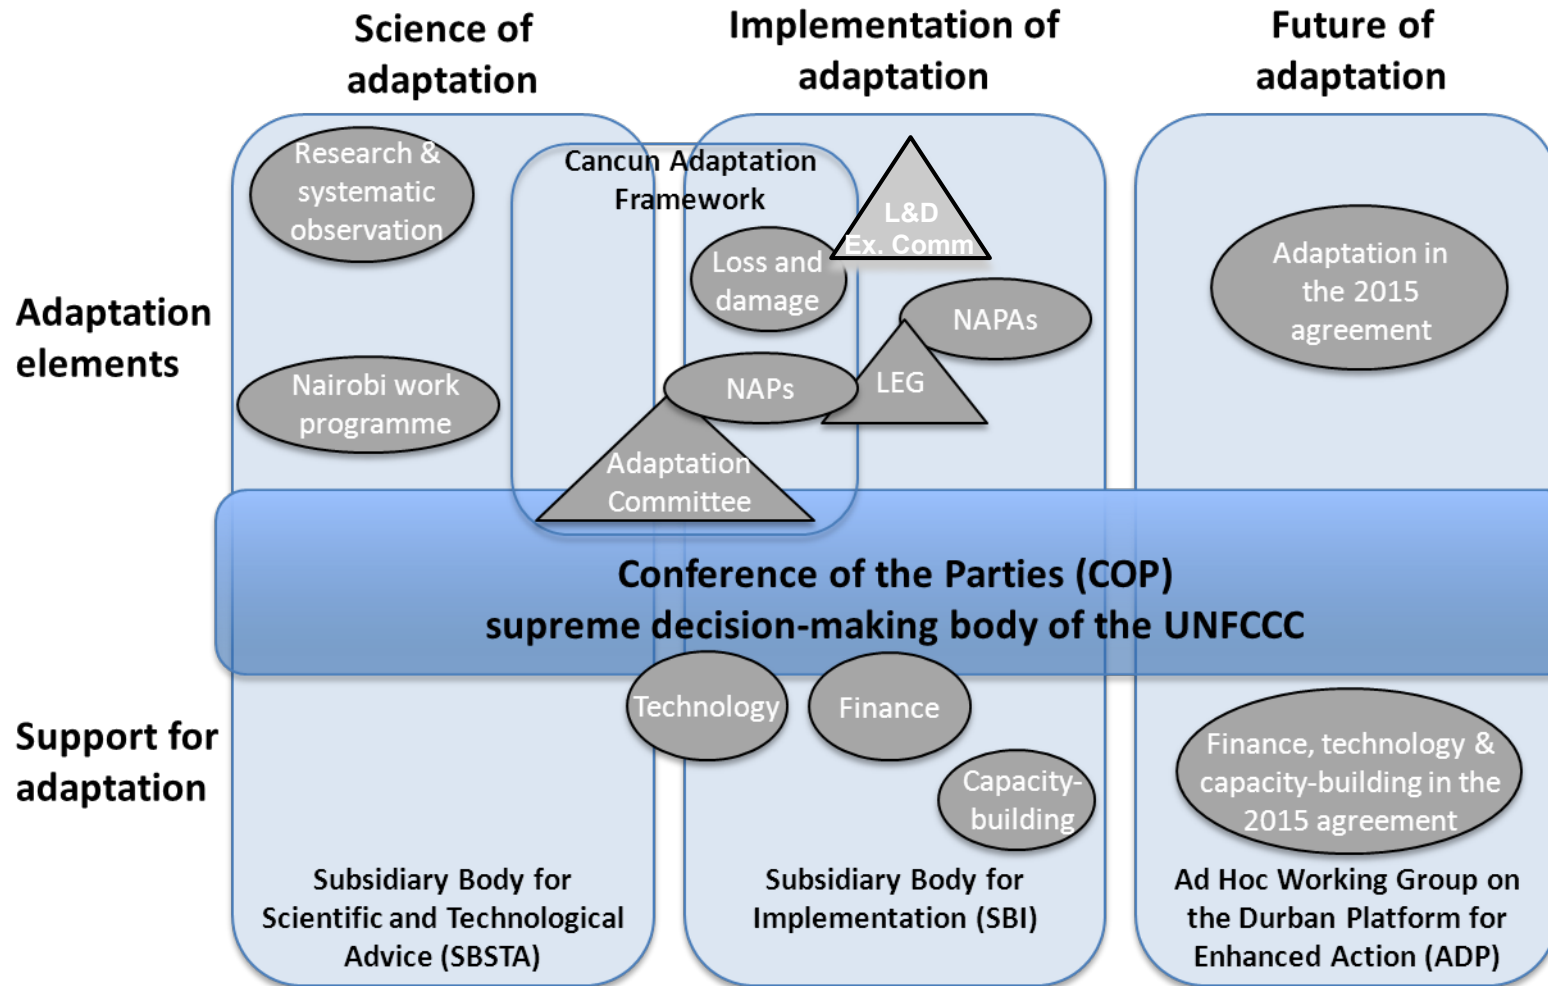 Science of
adaptation
Implementation of
adaptation
Future of
adaptation
Adaptation
elements
Research &
systematic
observation
Nairobi work
programme
Cancun Adaptation
Framework
L&D
Ex. Comm
Loss and
damage
NAPAs
NAPs
LEG
Adaptation
Committee
Adaptation in
the 2015
agreement
Conference of the Parties (COP)
supreme decision-making body of the UNFCCC
Support for
adaptation
Technology
Finance
Capacity-
building
Finance, technology &
capacity-building in the
2015 agreement
Subsidiary Body for
Scientific and Technological
Advice (SBSTA)
Subsidiary Body for
Implementation (SBI)
Ad Hoc Working Group on
the Durban Platform for
Enhanced Action (ADP)